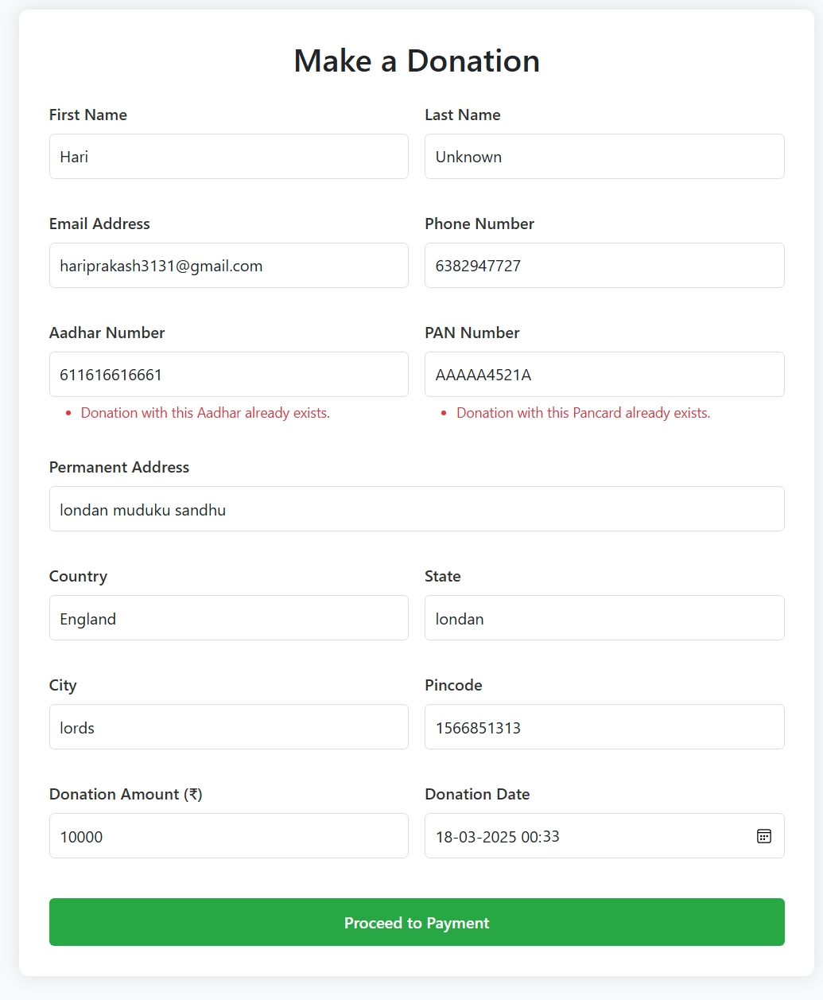 Make a Donation
First Name Last Name
Hari Unknown
Email Address Phone Number
hariprakash3131@gmail.com 6382947727
Aadhar Number PAN Number
611616616661 AAAAA4521A
• Donation with this Aadhar already exists. • Donation with this Pancard already exists.
Permanent Address
londan muduku sandhu
Country State
England londan
City Pincode
lords 1566851313
Donation Amount (₹) Donation Date
10000 18-03-2025 00:33
Proceed to Payment